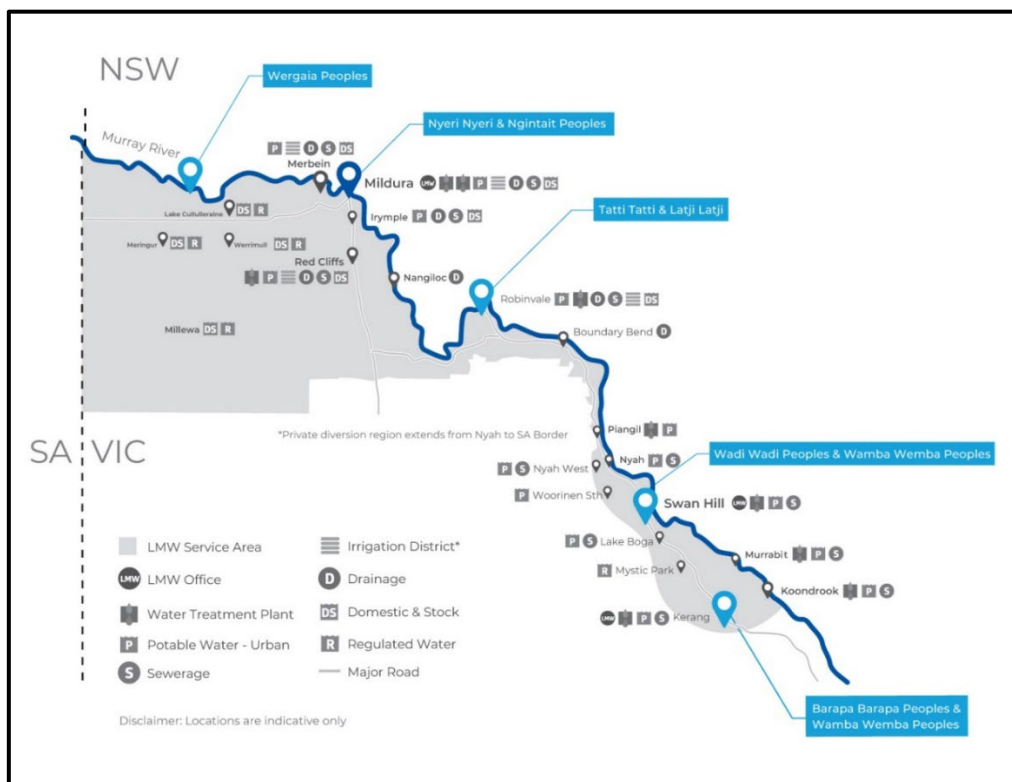 NSW
Wergaia Peoples
Nyeri Nyeri & Ngintait Peoples
Murray River
P D S DS
Merbein
Mildura LMW P D S DS
Tatti Tatti & Latji Latji
Lake Cullulleraine DS R
Irymple P D S DS
Meringur DS R
Werrimull DS R
Red Cliffs
P D S DS
Nangiloc D
Robinvale P D S DS
Millewa DS R
Boundary Bend D
*Private diversion region extends from Nyah to SA Border
Piangil P
SA VIC
Wadi Wadi Peoples & Wamba Wemba Peoples
Nyah P S
P S Nyah West
P Woorinen Sth
Swan Hill LMW P S
P S Lake Boga
Murrabit P S
R Mystic Park
Koondrook P S
LMW P S Kerang
LMW Service Area
Irrigation District*
LMW LMW Office
D Drainage
Water Treatment Plant
DS Domestic & Stock
P Potable Water - Urban
R Regulated Water
S Sewerage
Major Road
Barapa Barapa Peoples &
Wamba Wemba Peoples
Disclaimer: Locations are indicative only